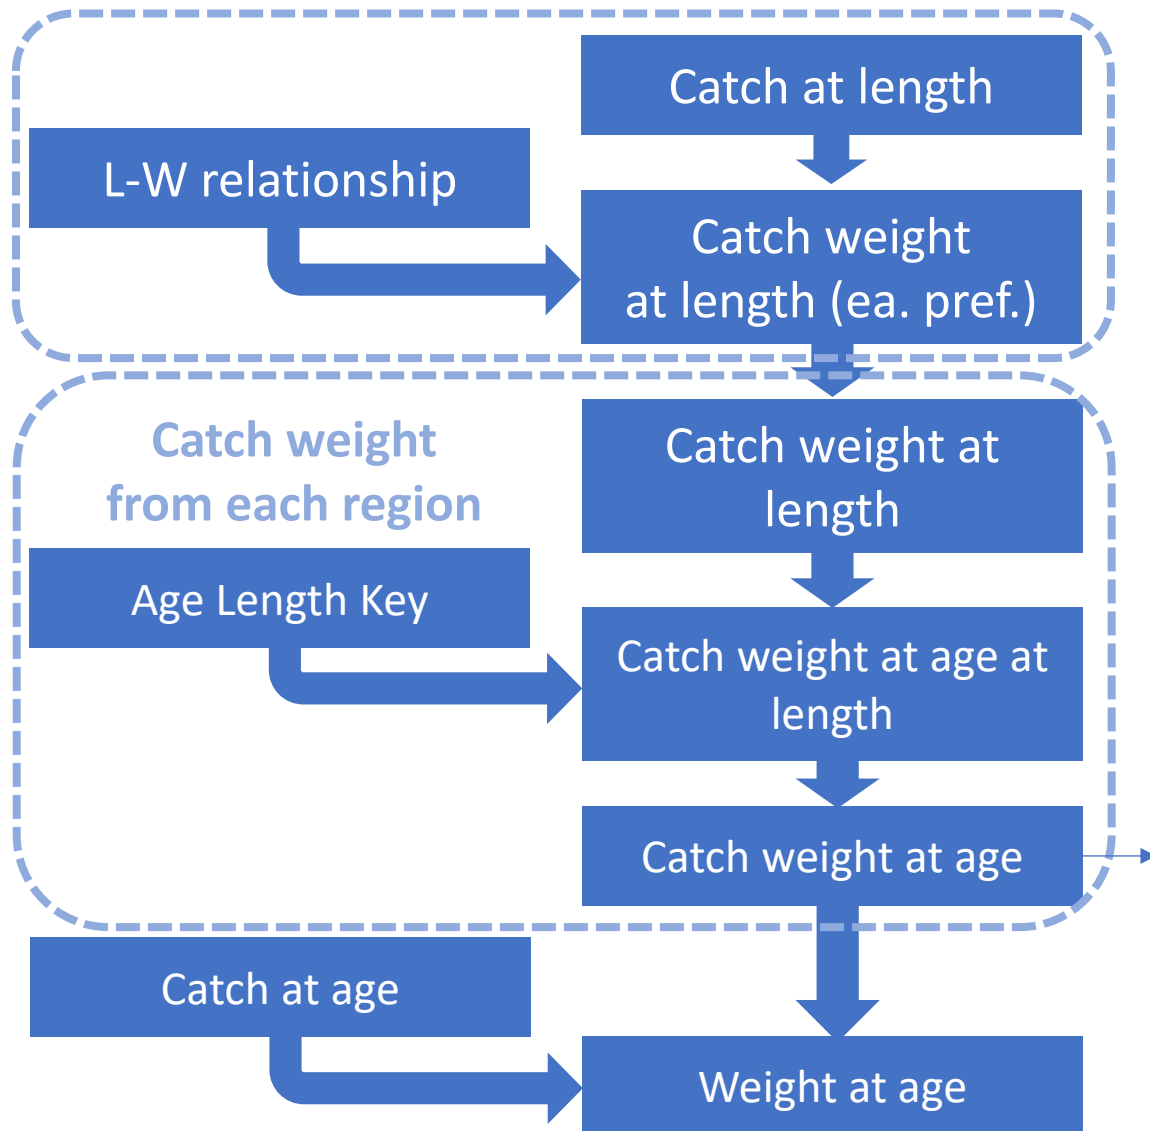 Catch at length
L-W relationship
Catch weight
at length (ea. pref.)
Catch weight
from each region
Catch weight at
length
Age Length Key
Catch weight at age at
length
Catch weight at age
Catch at age
Weight at age